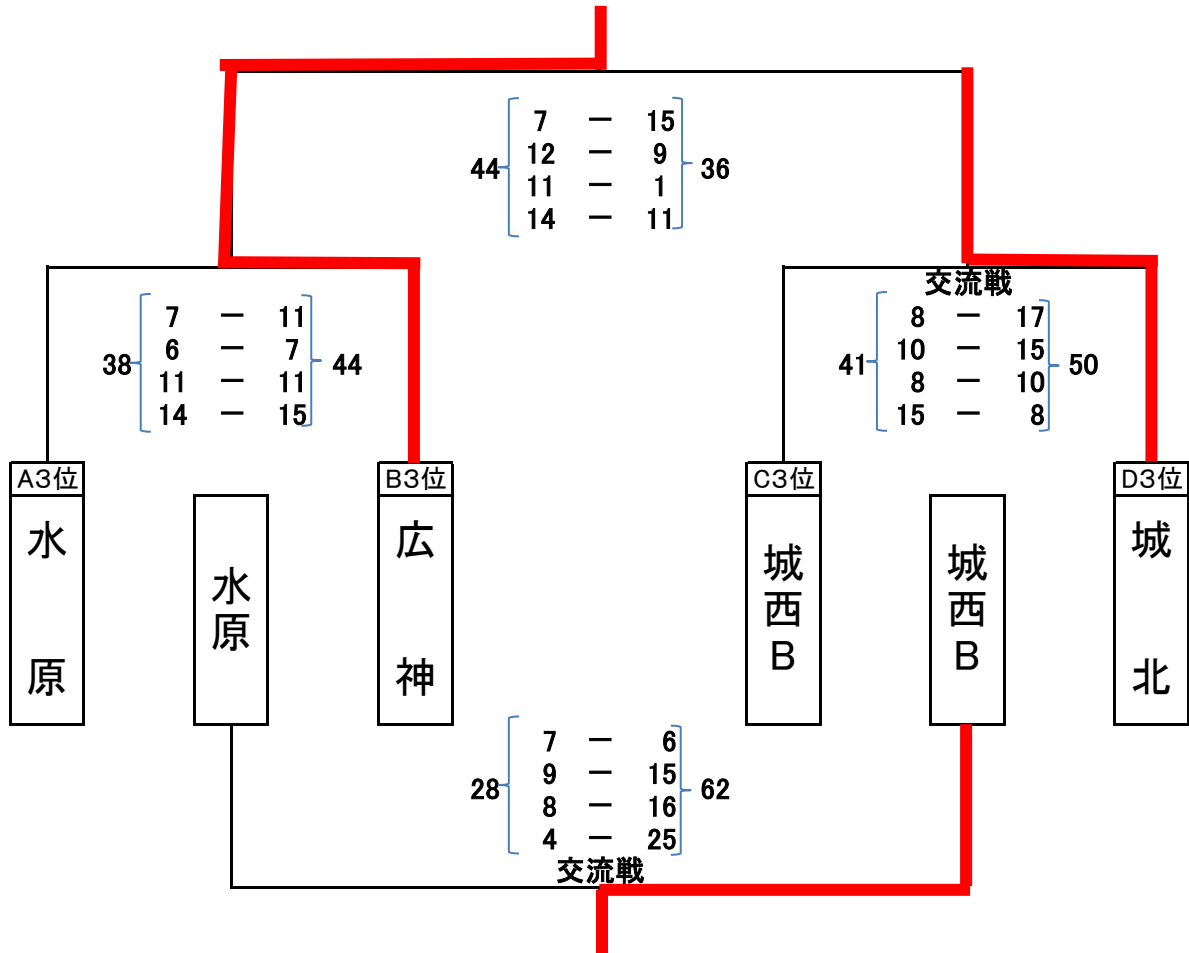 7 ー 15
12 ー 9
44 36
11 ー 1
14 ー 11
交流戦
7 ー 11
6 ー 7
38 44
11 ー 11
14 ー 15
8 ー 17
10 ー 15
41 50
8 ー 10
15 ー 8
A3位
水原
水原
B3位
広神
C3位
城西B
城西B
D3位
城北
7 ー 6
9 ー 15
28 62
8 ー 16
4 ー 25
交流戦